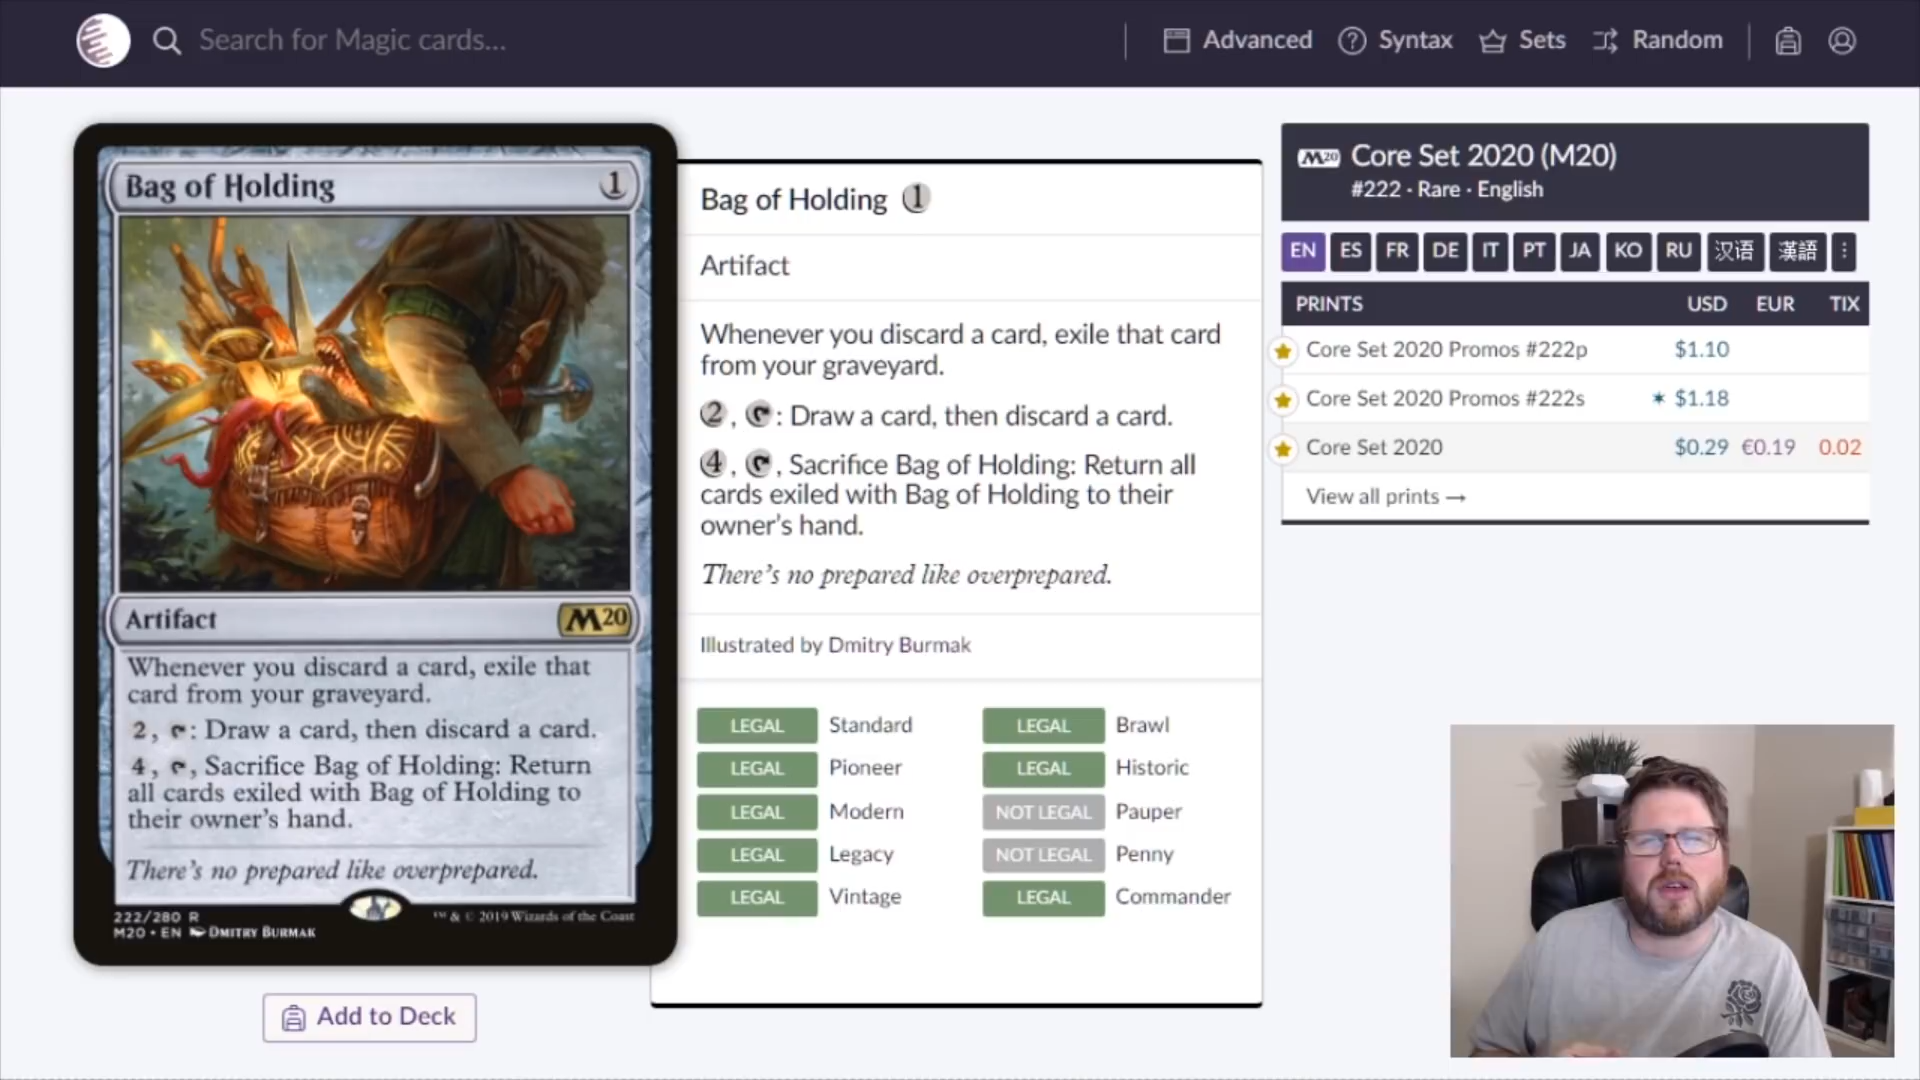 Search for Magic cards...
Advanced
Syntax
Sets
Random
Bag of Holding 1
Artifact
M20
Whenever you discard a card, exile that
card from your graveyard.
2, : Draw a card, then discard a card.
4, , Sacrifice Bag of Holding: Return
all cards exiled with Bag of Holding to
their owner's hand.
There's no prepared like overprepared.
222/280 R
M20 • EN DMITRY BURMAK
™ & © 2019 Wizards of the Coast
Add to Deck
Bag of Holding 1
Artifact
Whenever you discard a card, exile that card
from your graveyard.
2, : Draw a card, then discard a card.
4, , Sacrifice Bag of Holding: Return all
cards exiled with Bag of Holding to their
owner's hand.
There's no prepared like overprepared.
Illustrated by Dmitry Burmak
LEGAL Standard LEGAL Brawl
LEGAL Pioneer LEGAL Historic
LEGAL Modern NOT LEGAL Pauper
LEGAL Legacy NOT LEGAL Penny
LEGAL Vintage LEGAL Commander
M20 Core Set 2020 (M20)
#222 · Rare · English
EN ES FR DE IT PT JA KO RU 汉语 漢語
PRINTS USD EUR TIX
Core Set 2020 Promos #222p $1.10
Core Set 2020 Promos #222s $1.18
Core Set 2020 $0.29 €0.19 0.02
View all prints →